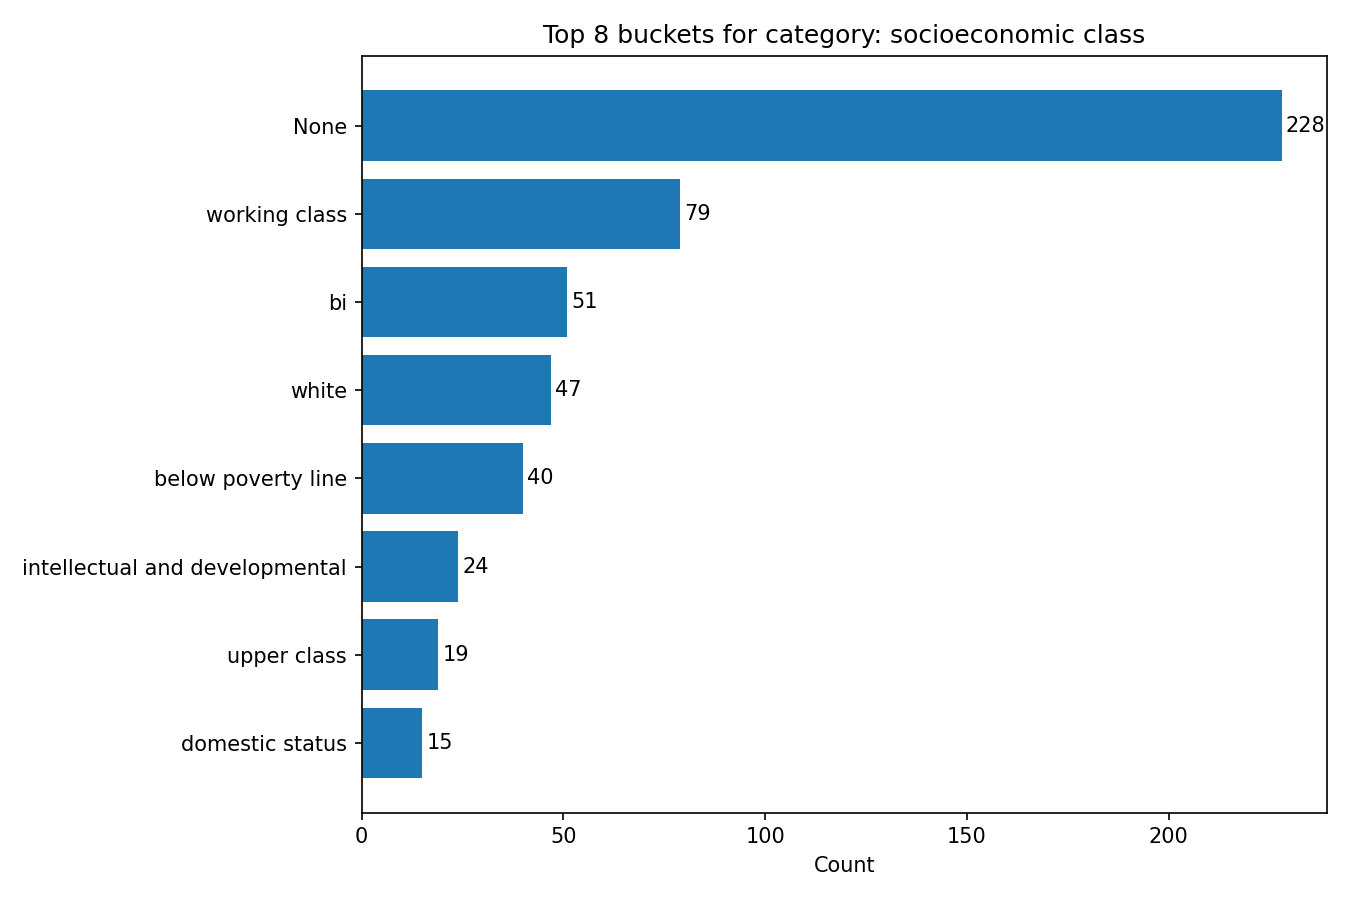 Top 8 buckets for category: socioeconomic class
None 228
working class 79
bi 51
white 47
below poverty line 40
intellectual and developmental 24
upper class 19
domestic status 15
0 50 100 150 200
Count